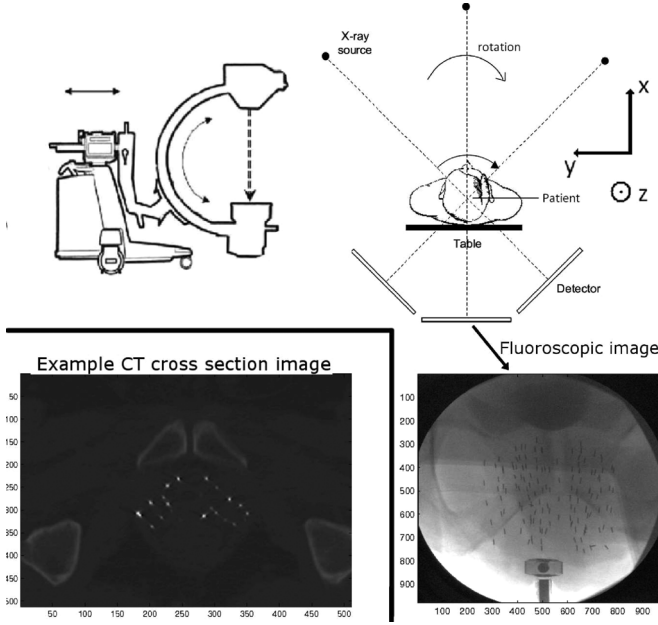 X-ray
source
rotation
x
y
z
Patient
Table
Detector
Example CT cross section image
Fluoroscopic image
50
100
150
200
250
300
350
400
450
500
50 100 150 200 250 300 350 400 450 500
100
200
300
400
500
600
700
800
900
100 200 300 400 500 600 700 800 900